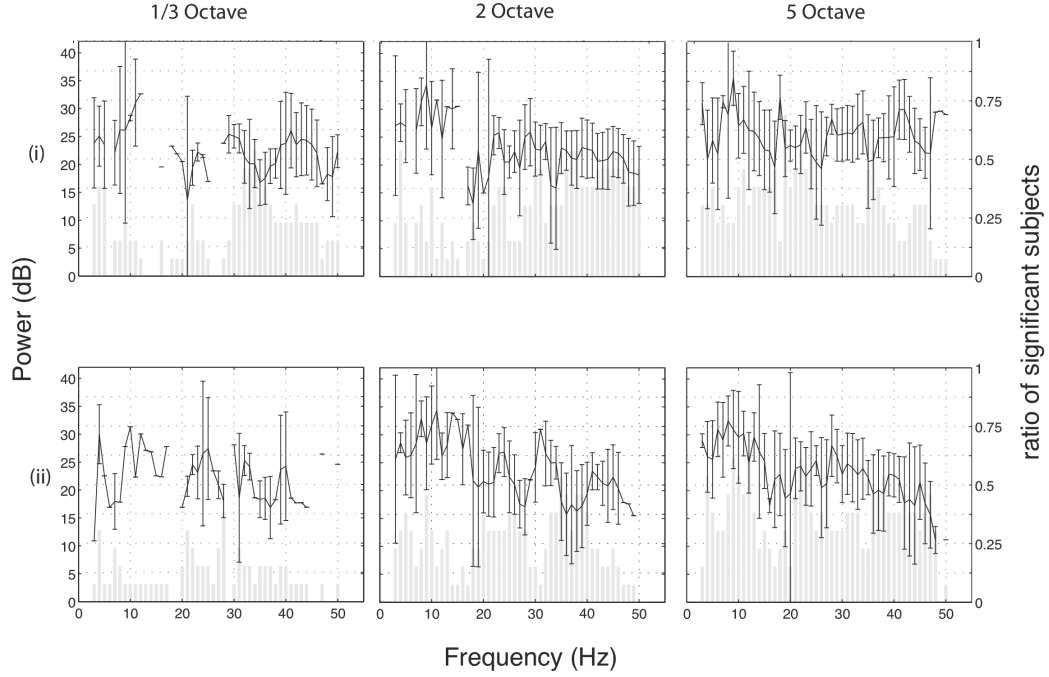 1/3 Octave 2 Octave 5 Octave
40 1
35
30 0.75
25
(i) 20 0.5
15
10 0.25
5
0 0
Power (dB)
ratio of significant subjects
40 1
35
30 0.75
25
(ii) 20 0.5
15
10 0.25
5
0 0
0 10 20 30 40 50 0 10 20 30 40 50 0 10 20 30 40 50
Frequency (Hz)